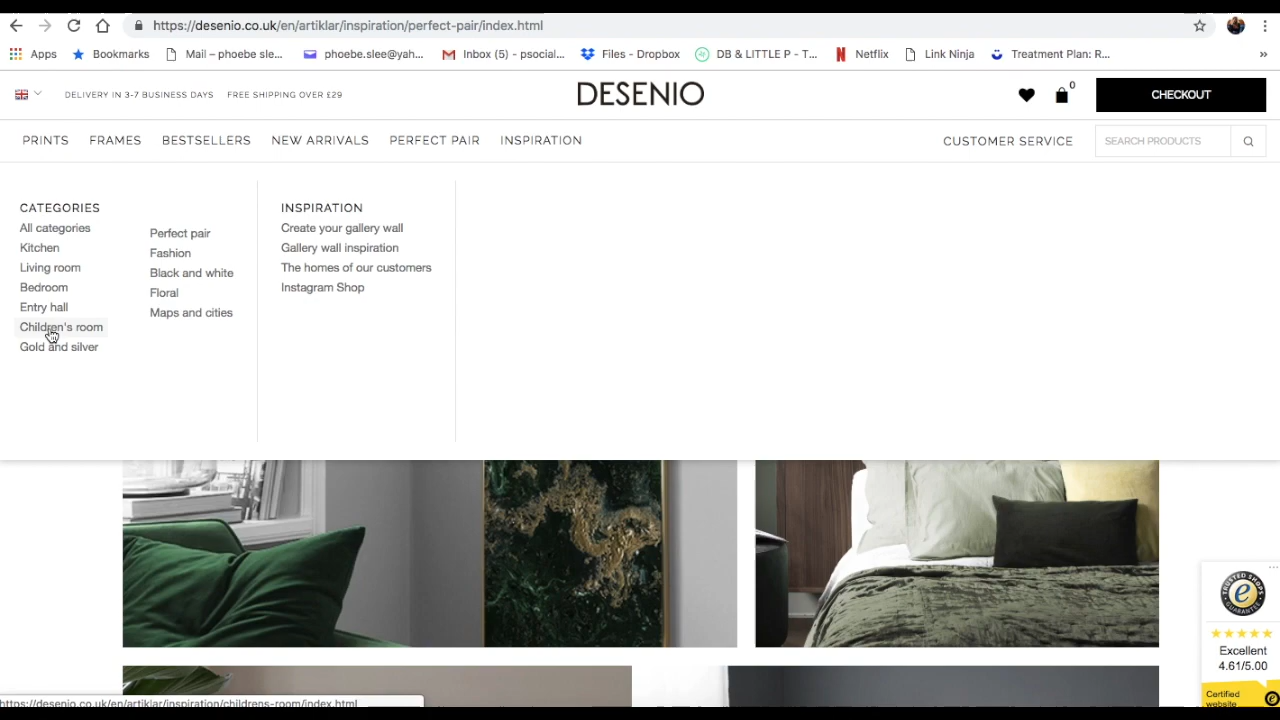 https://desenio.co.uk/en/artiklar/inspiration/perfect-pair/index.html
Apps Bookmarks Mail – phoebe sle... phoebe.slee@yah... Inbox (5) - psocial... Files - Dropbox DB & LITTLE P - T... Netflix Link Ninja Treatment Plan: R... »
DELIVERY IN 3-7 BUSINESS DAYS FREE SHIPPING OVER £29 DESENIO 0 CHECKOUT
PRINTS FRAMES BESTSELLERS NEW ARRIVALS PERFECT PAIR INSPIRATION CUSTOMER SERVICE SEARCH PRODUCTS
CATEGORIES
All categories
Kitchen
Living room
Bedroom
Entry hall
Children's room
Gold and silver
Perfect pair
Fashion
Black and white
Floral
Maps and cities
INSPIRATION
Create your gallery wall
Gallery wall inspiration
The homes of our customers
Instagram Shop
TRUSTED SHOPS
e
GUARANTEE
Excellent
4.61/5.00
Certified
website
e
https://desenio.co.uk/en/artiklar/inspiration/childrens-room/index.html